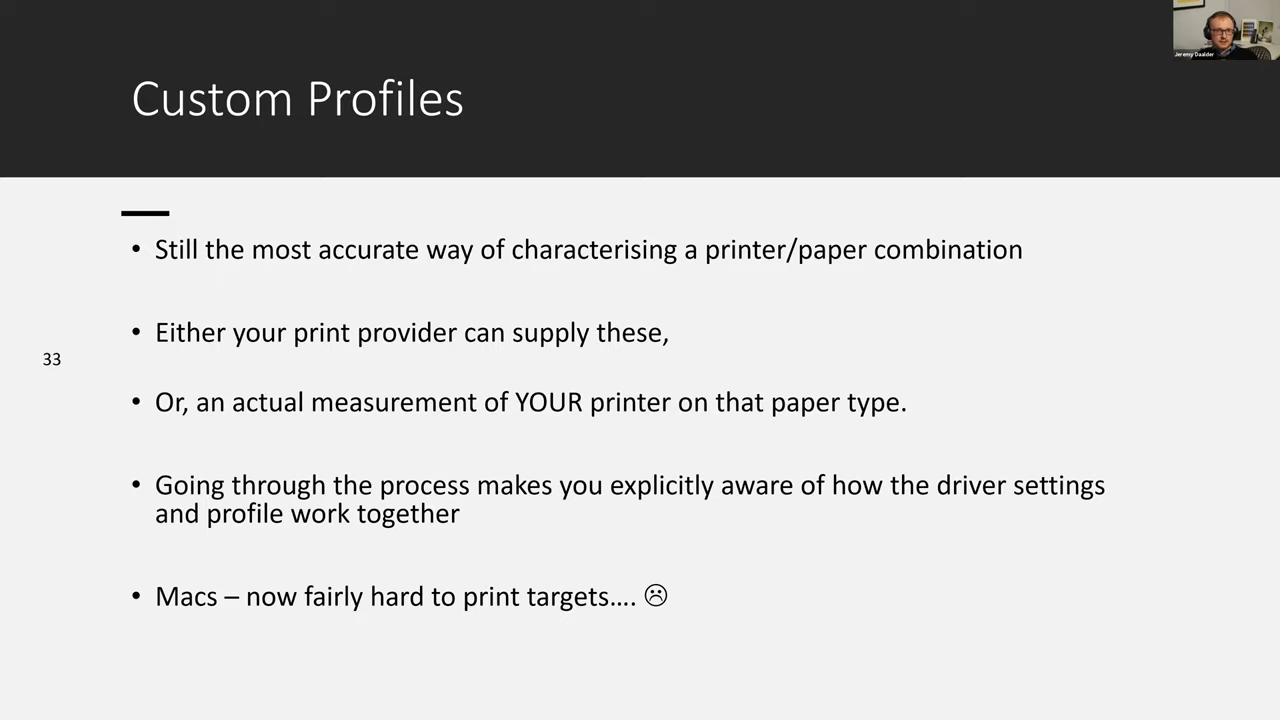 Jeremy Daalder
Custom Profiles
• Still the most accurate way of characterising a printer/paper combination
• Either your print provider can supply these,
33
• Or, an actual measurement of YOUR printer on that paper type.
• Going through the process makes you explicitly aware of how the driver settings
and profile work together
• Macs – now fairly hard to print targets.... ☹